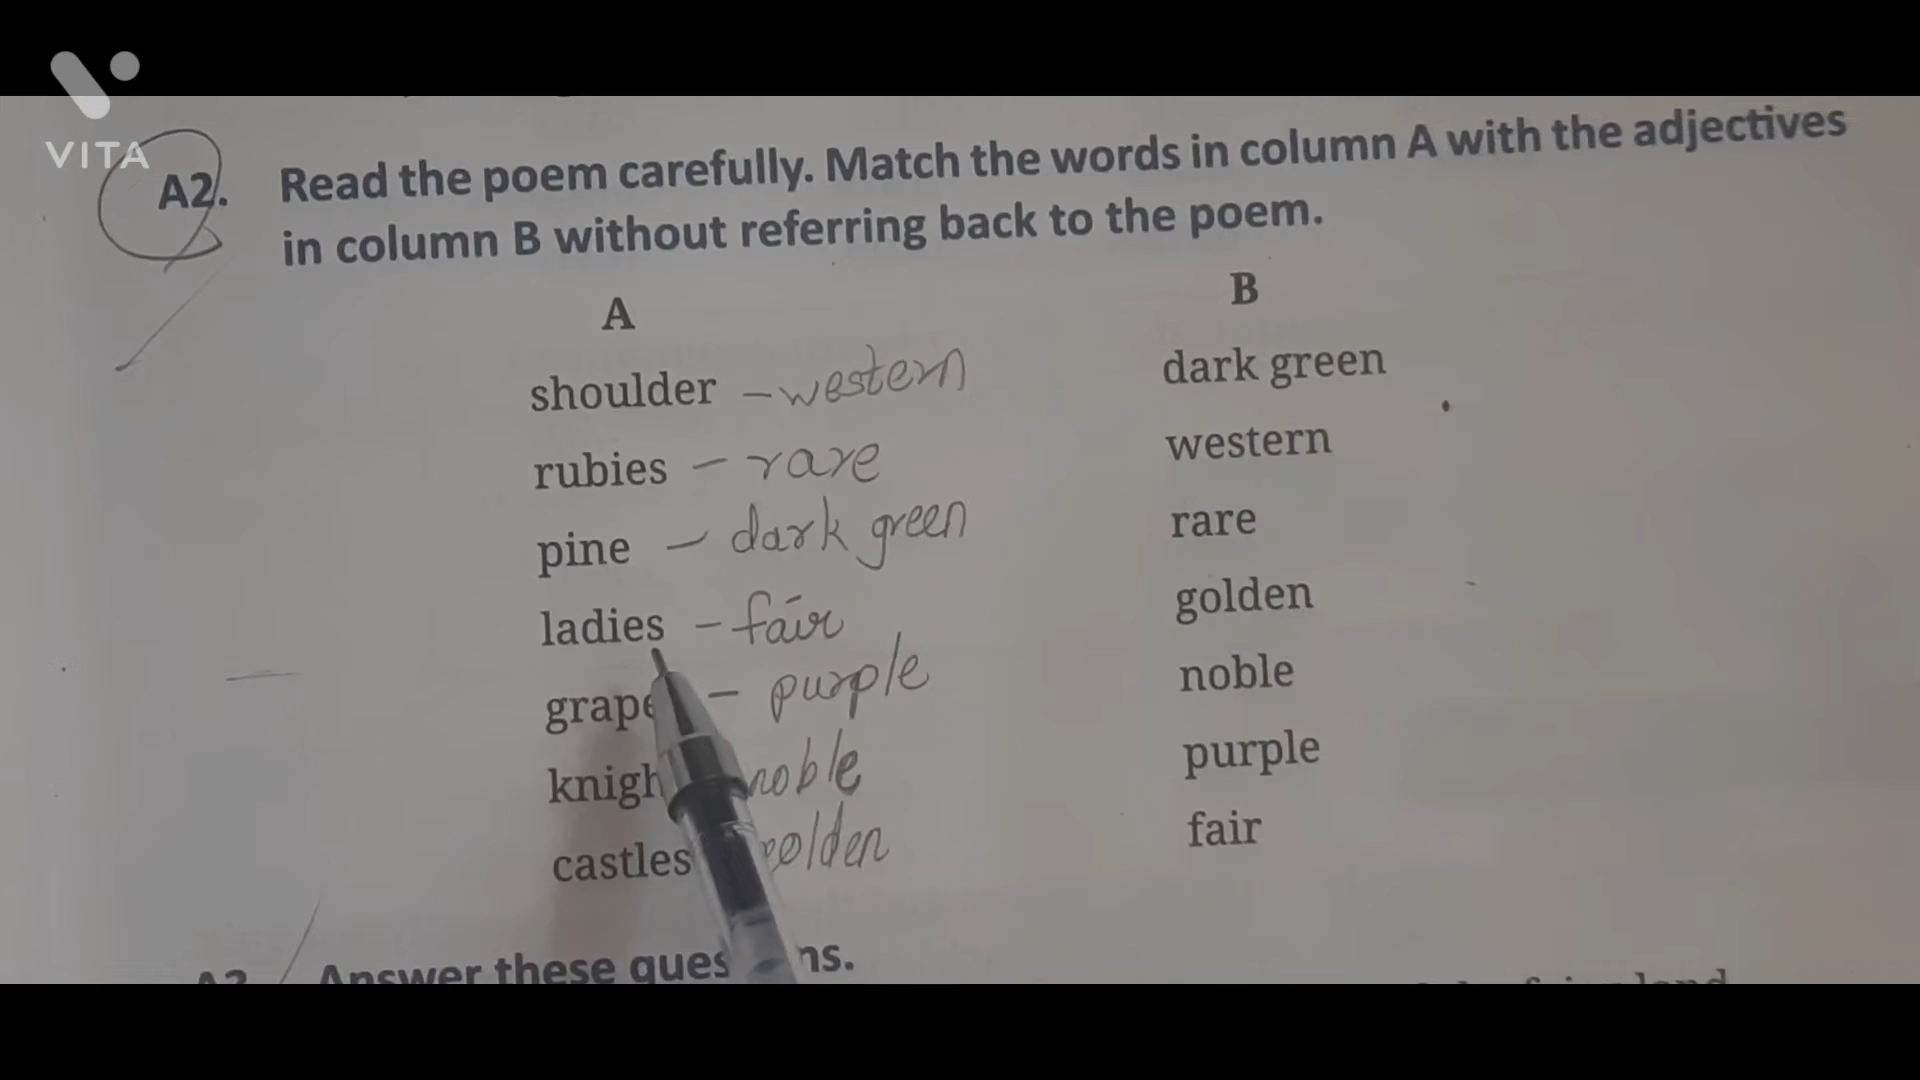 VITA
A2. Read the poem carefully. Match the words in column A with the adjectives
in column B without referring back to the poem.
A B
shoulder – western dark green
rubies – rare western
pine – dark green rare
ladies – fair golden
grape – purple noble
knigh noble purple
castles olden fair
Answer these ques ns.